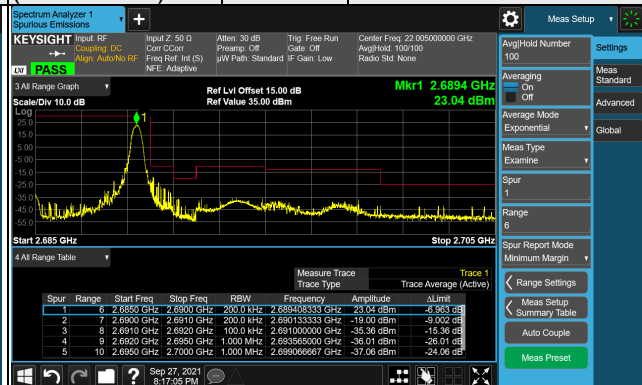 Spectrum Analyzer 1
Spurious Emissions
+
Meas Setup
KEYSIGHT
Input: RF
Coupling: DC
Align: Auto/No RF
Input Z: 50 Ω
Corr CCorr
Freq Ref: Int (S)
NFE: Adaptive
Atten: 30 dB
Preamp: Off
µW Path: Standard
Trig: Free Run
Gate: Off
IF Gain: Low
Center Freq: 22.005000000 GHz
Avg|Hold: 100/100
Radio Std: None
LXI PASS
3 All Range Graph
Ref Lvl Offset 15.00 dB
Mkr1 2.6894 GHz
Scale/Div 10.0 dB
Ref Value 35.00 dBm
23.04 dBm
Log
25.0
15.0
5.00
-5.00
-15.0
-25.0
-35.0
-45.0
-55.0
1
Start 2.685 GHz
Stop 2.705 GHz
4 All Range Table
Measure Trace Trace 1
Trace Type Trace Average (Active)
Spur Range Start Freq Stop Freq RBW Frequency Amplitude ΔLimit
1 6 2.6850 GHz 2.6900 GHz 200.0 kHz 2.689408333 GHz 23.04 dBm -6.963 dB
2 7 2.6900 GHz 2.6910 GHz 200.0 kHz 2.690133333 GHz -19.00 dBm -9.002 dB
3 8 2.6910 GHz 2.6920 GHz 100.0 kHz 2.691000000 GHz -35.36 dBm -15.36 dB
4 9 2.6920 GHz 2.6950 GHz 1.000 MHz 2.693565000 GHz -36.01 dBm -26.01 dB
5 10 2.6950 GHz 2.7000 GHz 1.000 MHz 2.699066667 GHz -37.06 dBm -24.06 dB
Avg|Hold Number
100
Averaging
On
Off
Average Mode
Exponential
Meas Type
Examine
Spur
1
Range
6
Spur Report Mode
Minimum Margin
Range Settings
Meas Setup
Summary Table
Auto Couple
Meas Preset
Settings
Meas
Standard
Advanced
Global
?
Sep 27, 2021
8:17:05 PM